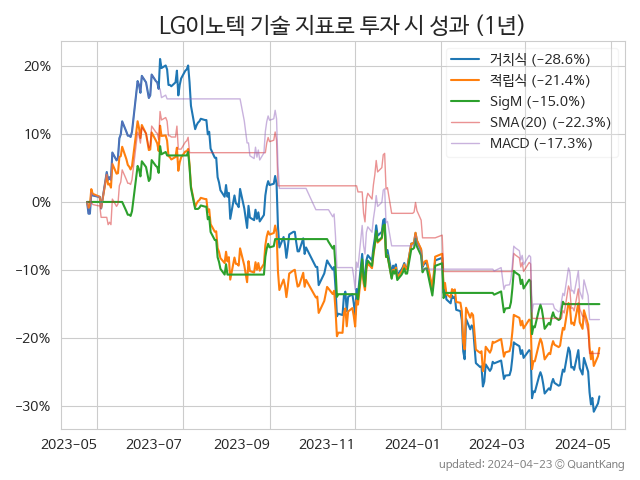 LG이노텍 기술 지표로 투자 시 성과 (1년)
거치식 (−28.6%)
적립식 (−21.4%)
SigM (−15.0%)
SMA(20) (−22.3%)
MACD (−17.3%)
20%
10%
0%
−10%
−20%
−30%
2023−05 2023−07 2023−09 2023−11 2024−01 2024−03 2024−05
updated: 2024−04−23 ⓒ QuantKang